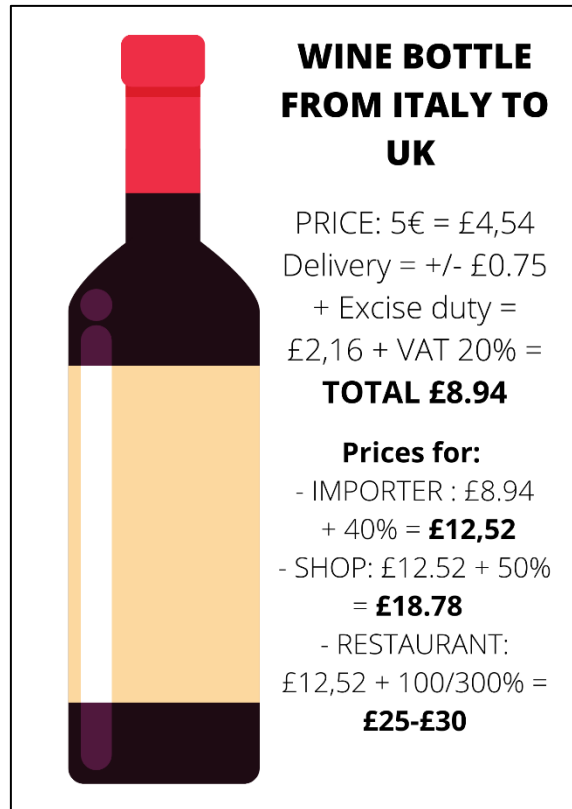 WINE BOTTLE
FROM ITALY TO
UK
PRICE: 5€ = £4,54
Delivery = +/- £0.75
+ Excise duty =
£2,16 + VAT 20% =
TOTAL £8.94
Prices for:
- IMPORTER : £8.94
+ 40% = £12,52
- SHOP: £12.52 + 50%
= £18.78
- RESTAURANT:
£12,52 + 100/300% =
£25-£30